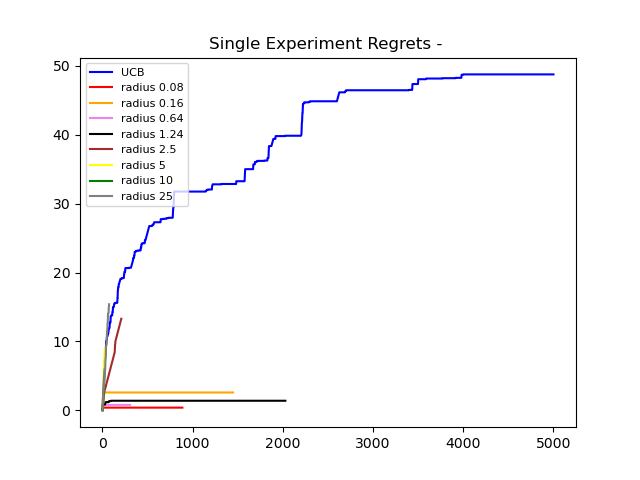 Single Experiment Regrets -
50
40
30
20
10
0
UCB
radius 0.08
radius 0.16
radius 0.64
radius 1.24
radius 2.5
radius 5
radius 10
radius 25
0 1000 2000 3000 4000 5000